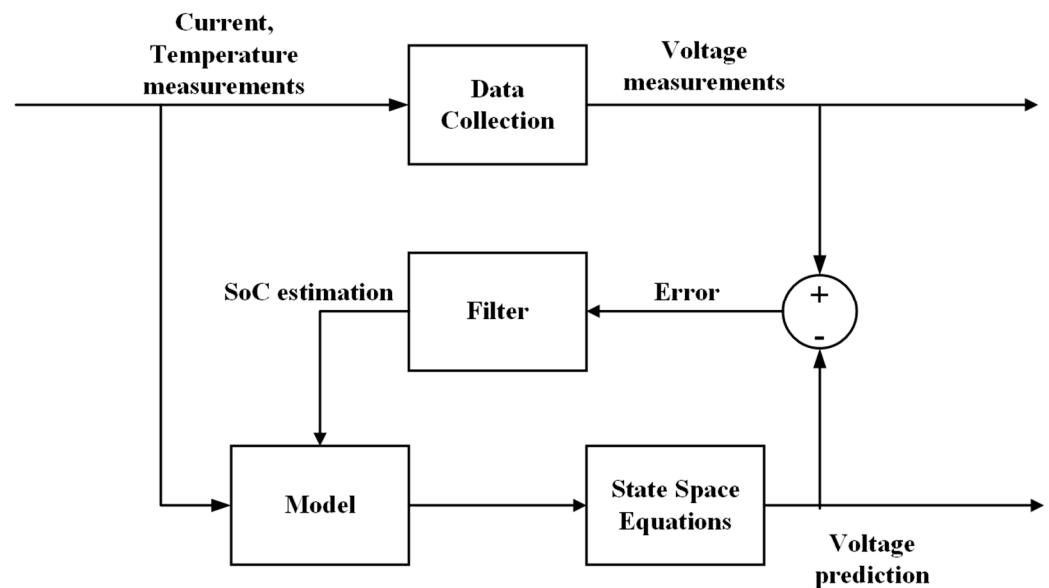 Current,
Temperature
measurements
Data
Collection
Voltage
measurements
SoC estimation
Filter
Error
+
-
Model
State Space
Equations
Voltage
prediction